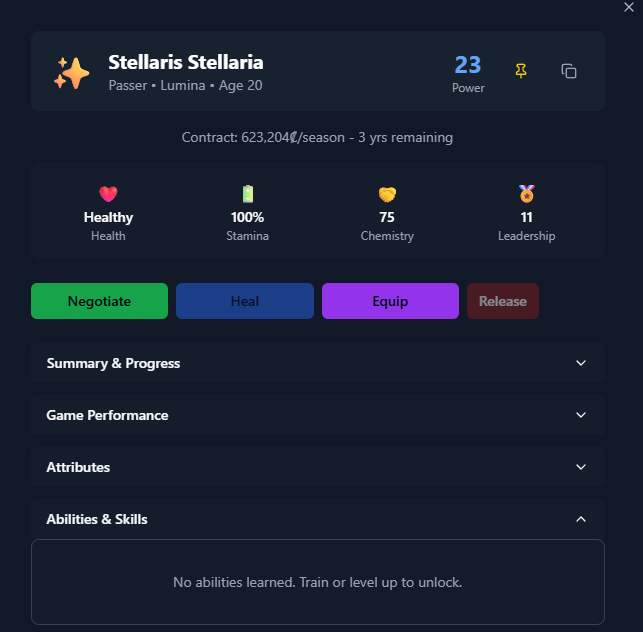 Stellaris Stellaria
Passer • Lumina • Age 20
23
Power
Contract: 623,204₡/season - 3 yrs remaining
Healthy
Health
100%
Stamina
75
Chemistry
11
Leadership
Negotiate
Heal
Equip
Release
Summary & Progress
Game Performance
Attributes
Abilities & Skills
No abilities learned. Train or level up to unlock.